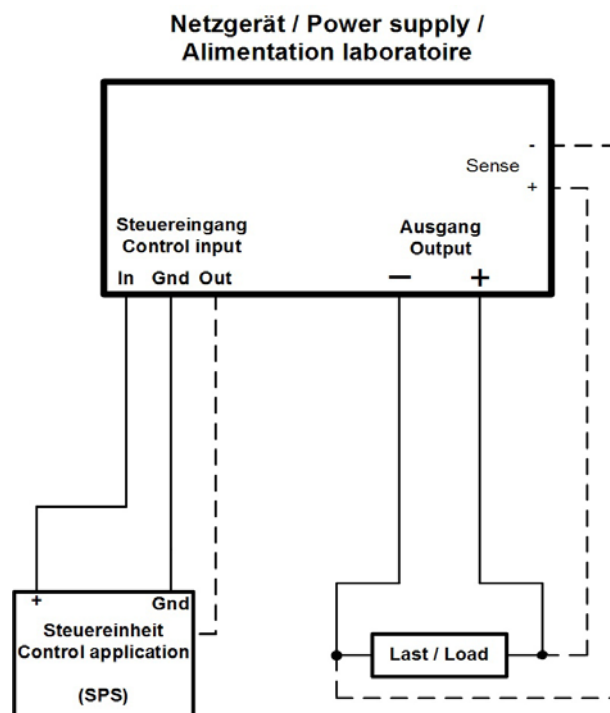 Netzgerät / Power supply /
Alimentation laboratoire
-
Sense
+
Steuereingang
Control input
Ausgang
Output
In Gnd Out
— +
+ Gnd
Steuereinheit
Control application
(SPS)
Last / Load